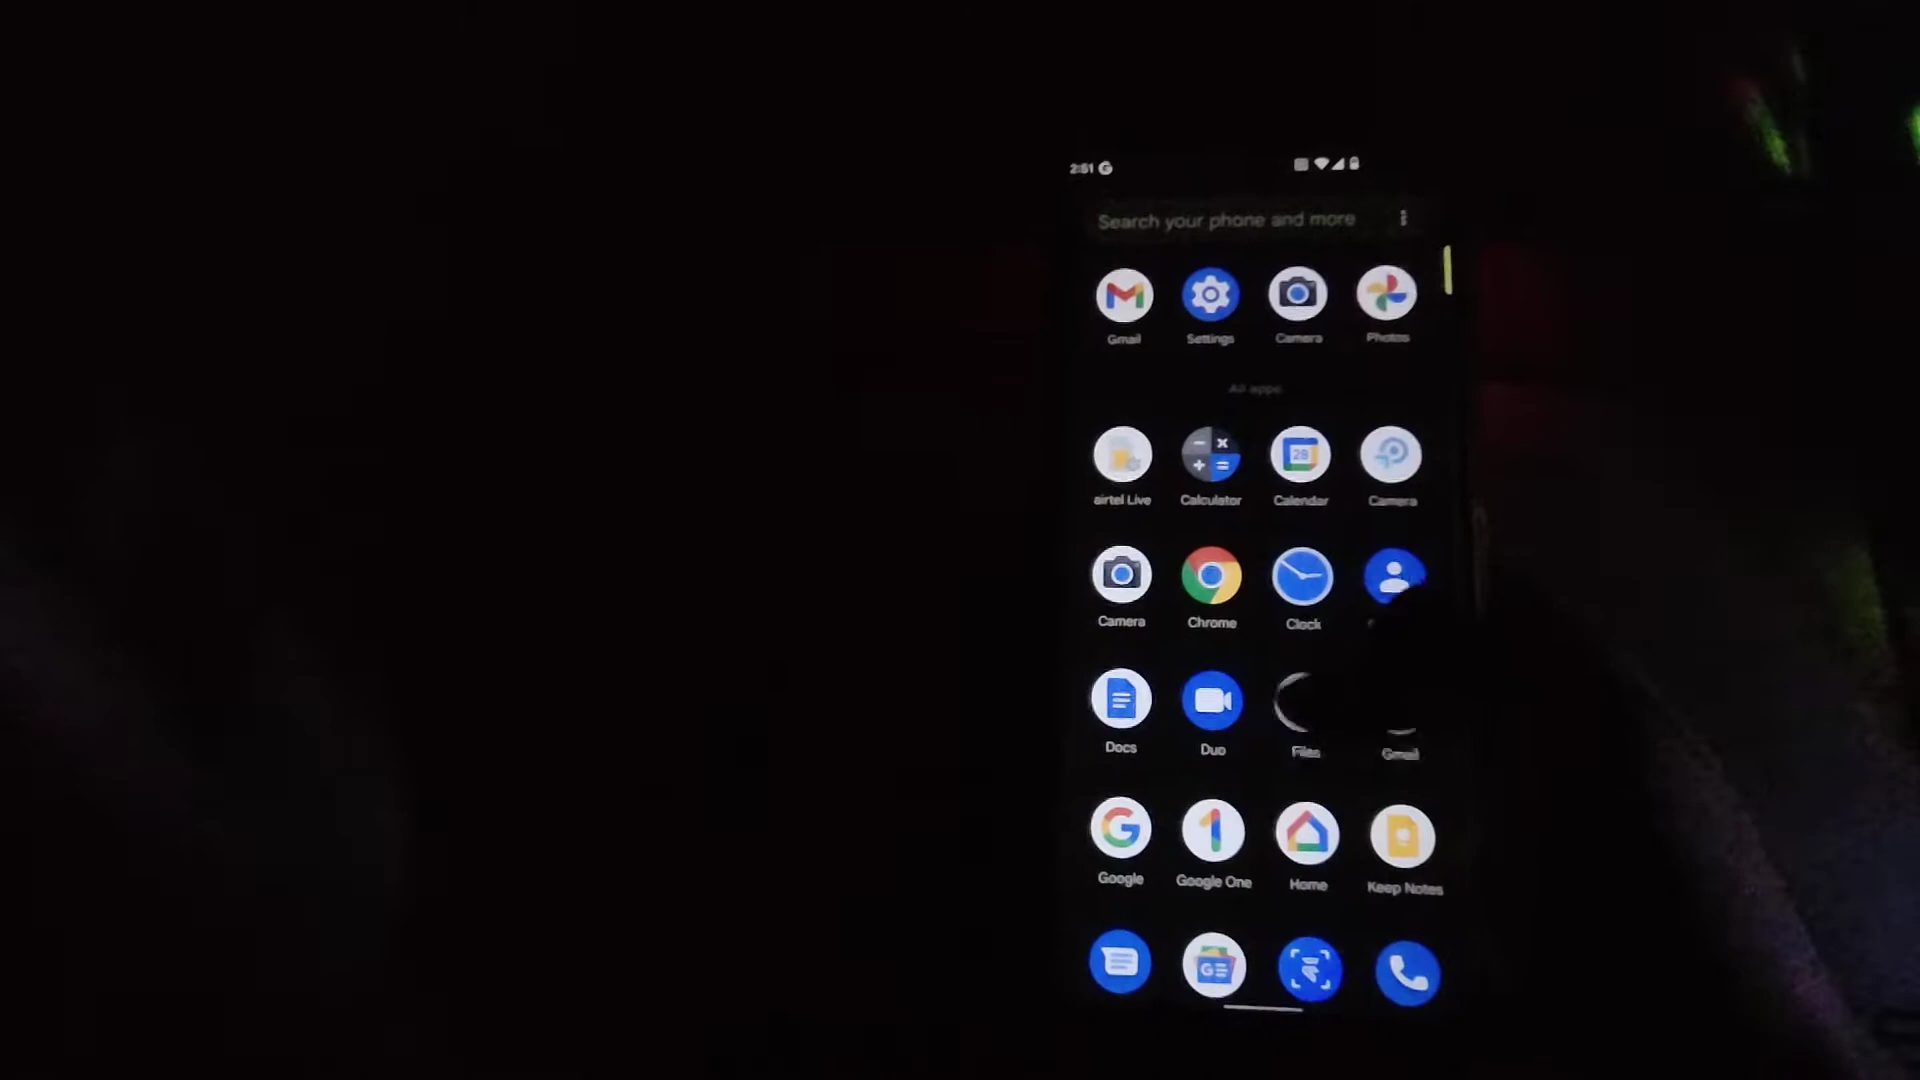 2:51
Search your phone and more
Gmail Settings Camera Photos
All apps
airtel Live Calculator Calendar Camera
Camera Chrome Clock
Docs Duo Files Gmail
Google Google One Home Keep Notes